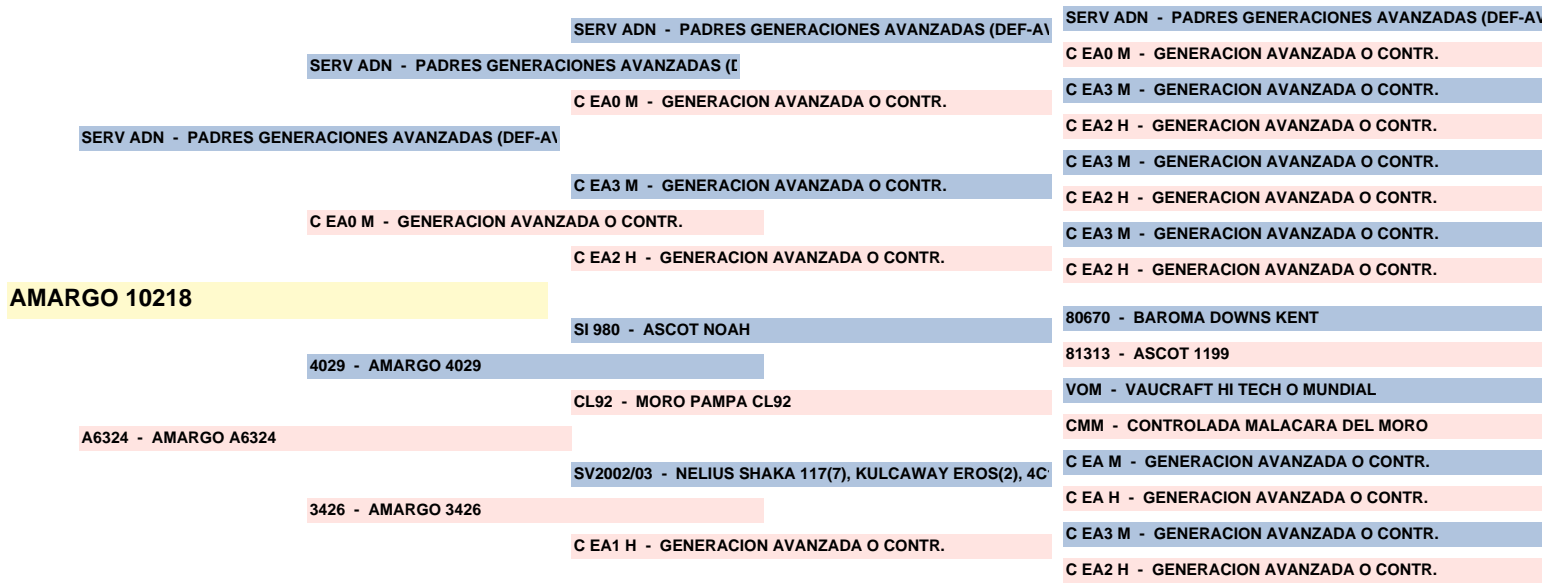 SERV ADN - PADRES GENERACIONES AVANZADAS (DEF-AV
SERV ADN - PADRES GENERACIONES AVANZADAS (DEF-AV
C EA0 M - GENERACION AVANZADA O CONTR.
SERV ADN - PADRES GENERACIONES AVANZADAS (D
C EA3 M - GENERACION AVANZADA O CONTR.
C EA0 M - GENERACION AVANZADA O CONTR.
C EA2 H - GENERACION AVANZADA O CONTR.
SERV ADN - PADRES GENERACIONES AVANZADAS (DEF-AV
C EA3 M - GENERACION AVANZADA O CONTR.
C EA3 M - GENERACION AVANZADA O CONTR.
C EA2 H - GENERACION AVANZADA O CONTR.
C EA0 M - GENERACION AVANZADA O CONTR.
C EA3 M - GENERACION AVANZADA O CONTR.
C EA2 H - GENERACION AVANZADA O CONTR.
C EA2 H - GENERACION AVANZADA O CONTR.
AMARGO 10218
80670 - BAROMA DOWNS KENT
SI 980 - ASCOT NOAH
81313 - ASCOT 1199
4029 - AMARGO 4029
VOM - VAUCRAFT HI TECH O MUNDIAL
CL92 - MORO PAMPA CL92
CMM - CONTROLADA MALACARA DEL MORO
A6324 - AMARGO A6324
C EA M - GENERACION AVANZADA O CONTR.
SV2002/03 - NELIUS SHAKA 117(7), KULCAWAY EROS(2), 4C
C EA H - GENERACION AVANZADA O CONTR.
3426 - AMARGO 3426
C EA3 M - GENERACION AVANZADA O CONTR.
C EA1 H - GENERACION AVANZADA O CONTR.
C EA2 H - GENERACION AVANZADA O CONTR.